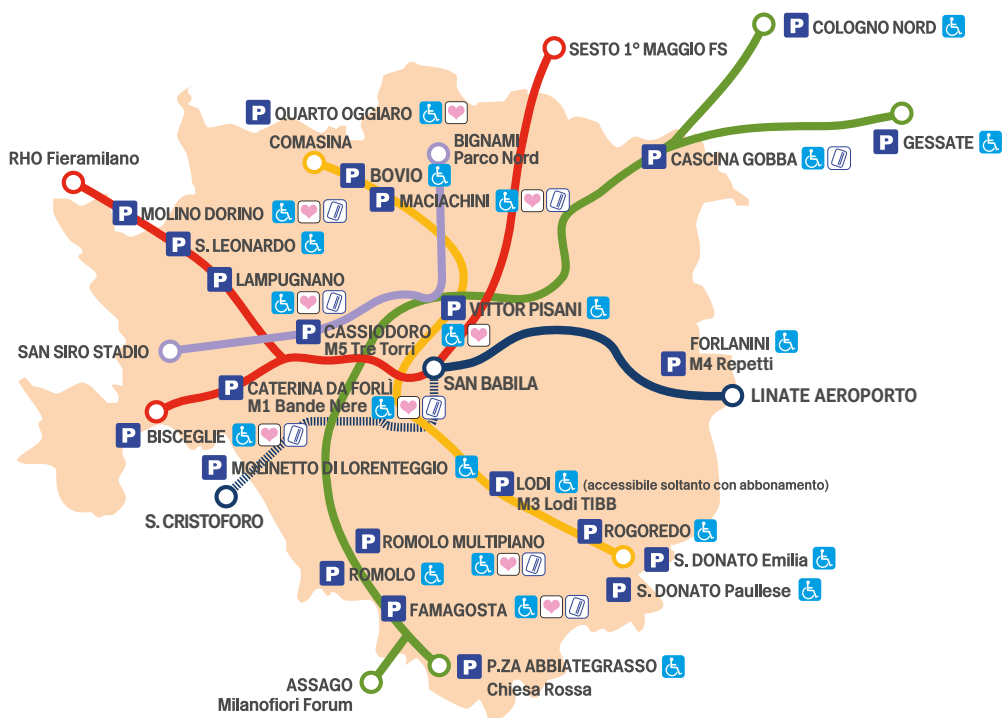 P COLOGNO NORD
SESTO 1° MAGGIO FS
P QUARTO OGGIARO
COMASINA
BIGNAMI
Parco Nord
P GESSATE
P CASCINA GOBBA
RHO Fieramilano
P BOVIO
P MACIACHINI
P MOLINO DORINO
P S. LEONARDO
P LAMPUGNANO
P VITTOR PISANI
P CASSIODORO
M5 Tre Torri
SAN SIRO STADIO
P FORLANINI
M4 Repetti
SAN BABILA
LINATE AEROPORTO
P CATERINA DA FORLÌ
M1 Bande Nere
P BISCEGLIE
P MOLINETTO DI LORENTEGGIO
S. CRISTOFORO
P LODI (accessibile soltanto con abbonamento)
M3 Lodi TIBB
P ROGOREDO
P ROMOLO MULTIPIANO
P S. DONATO Emilia
P ROMOLO
P S. DONATO Paullese
P FAMAGOSTA
P P.ZA ABBIATEGRASSO
Chiesa Rossa
ASSAGO
Milanofiori Forum